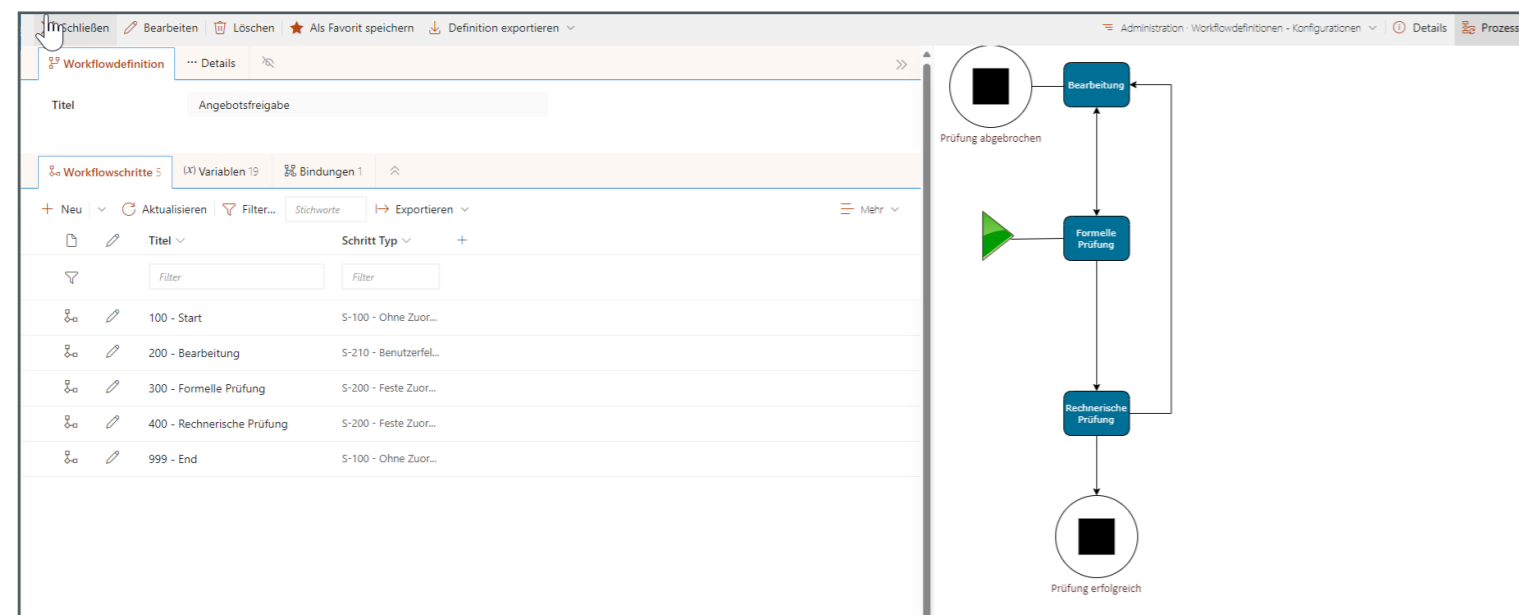 Schließen Bearbeiten Löschen Als Favorit speichern Definition exportieren Administration · Workflowdefinitionen - Konfigurationen Details Prozess
Workflowdefinition ··· Details
Titel Angebotsfreigabe
Workflowschritte 5 (x) Variablen 19 Bindungen 1
+ Neu Aktualisieren Filter... Stichworte Exportieren Mehr
Titel Schritt Typ +
Filter Filter
100 - Start S-100 - Ohne Zuor...
200 - Bearbeitung S-210 - Benutzerfel...
300 - Formelle Prüfung S-200 - Feste Zuor...
400 - Rechnerische Prüfung S-200 - Feste Zuor...
999 - End S-100 - Ohne Zuor...
Bearbeitung
Prüfung abgebrochen
Formelle
Prüfung
Rechnerische
Prüfung
Prüfung erfolgreich